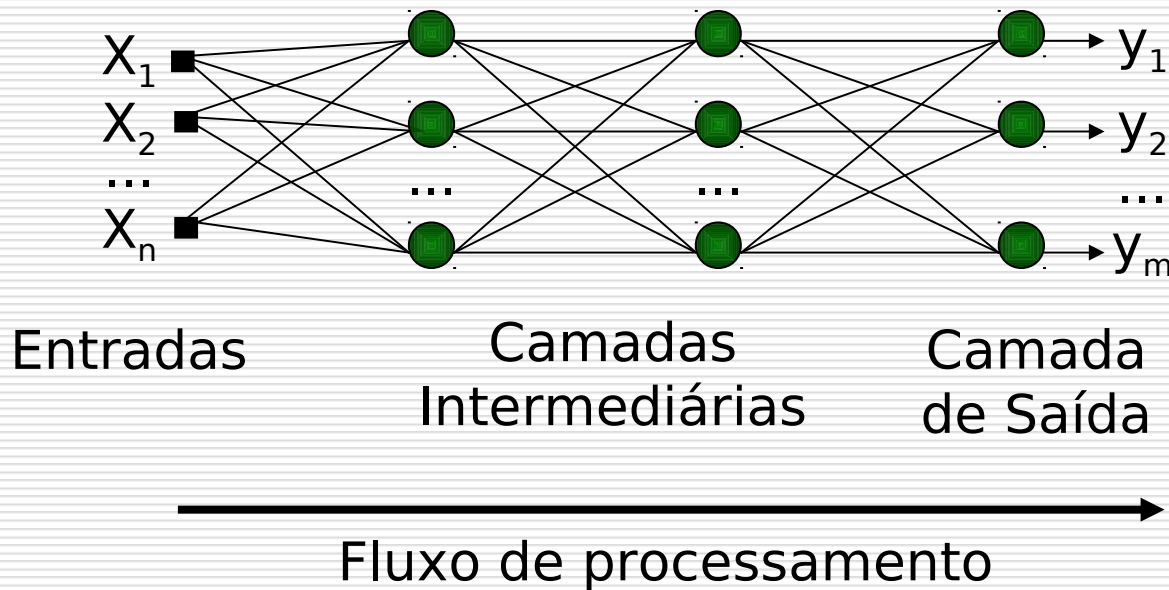 X1
X2
...
Xn
...
...
y1
y2
...
ym
Entradas
Camadas
Intermediárias
Camada
de Saída
Fluxo de processamento